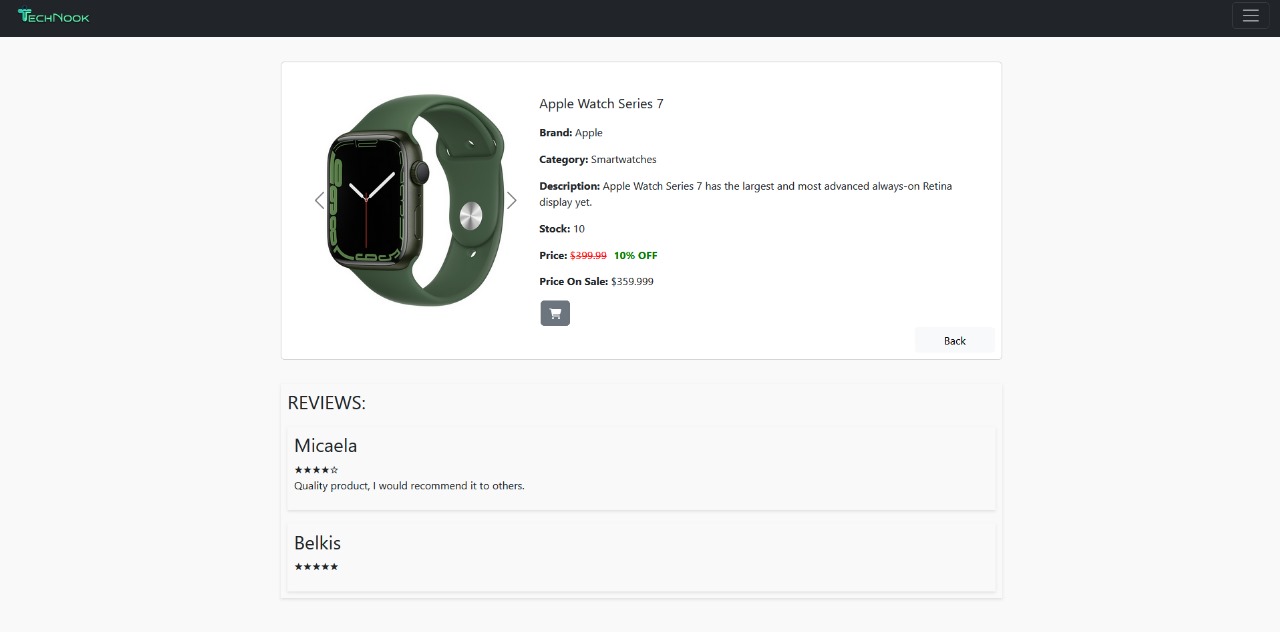 TECHNOOK
Apple Watch Series 7
Brand: Apple
Category: Smartwatches
Description: Apple Watch Series 7 has the largest and most advanced always-on Retina
display yet.
Stock: 10
Price: $399.99 10% OFF
Price On Sale: $359.999
Back
REVIEWS:
Micaela
★★★★☆
Quality product, I would recommend it to others.
Belkis
★★★★★